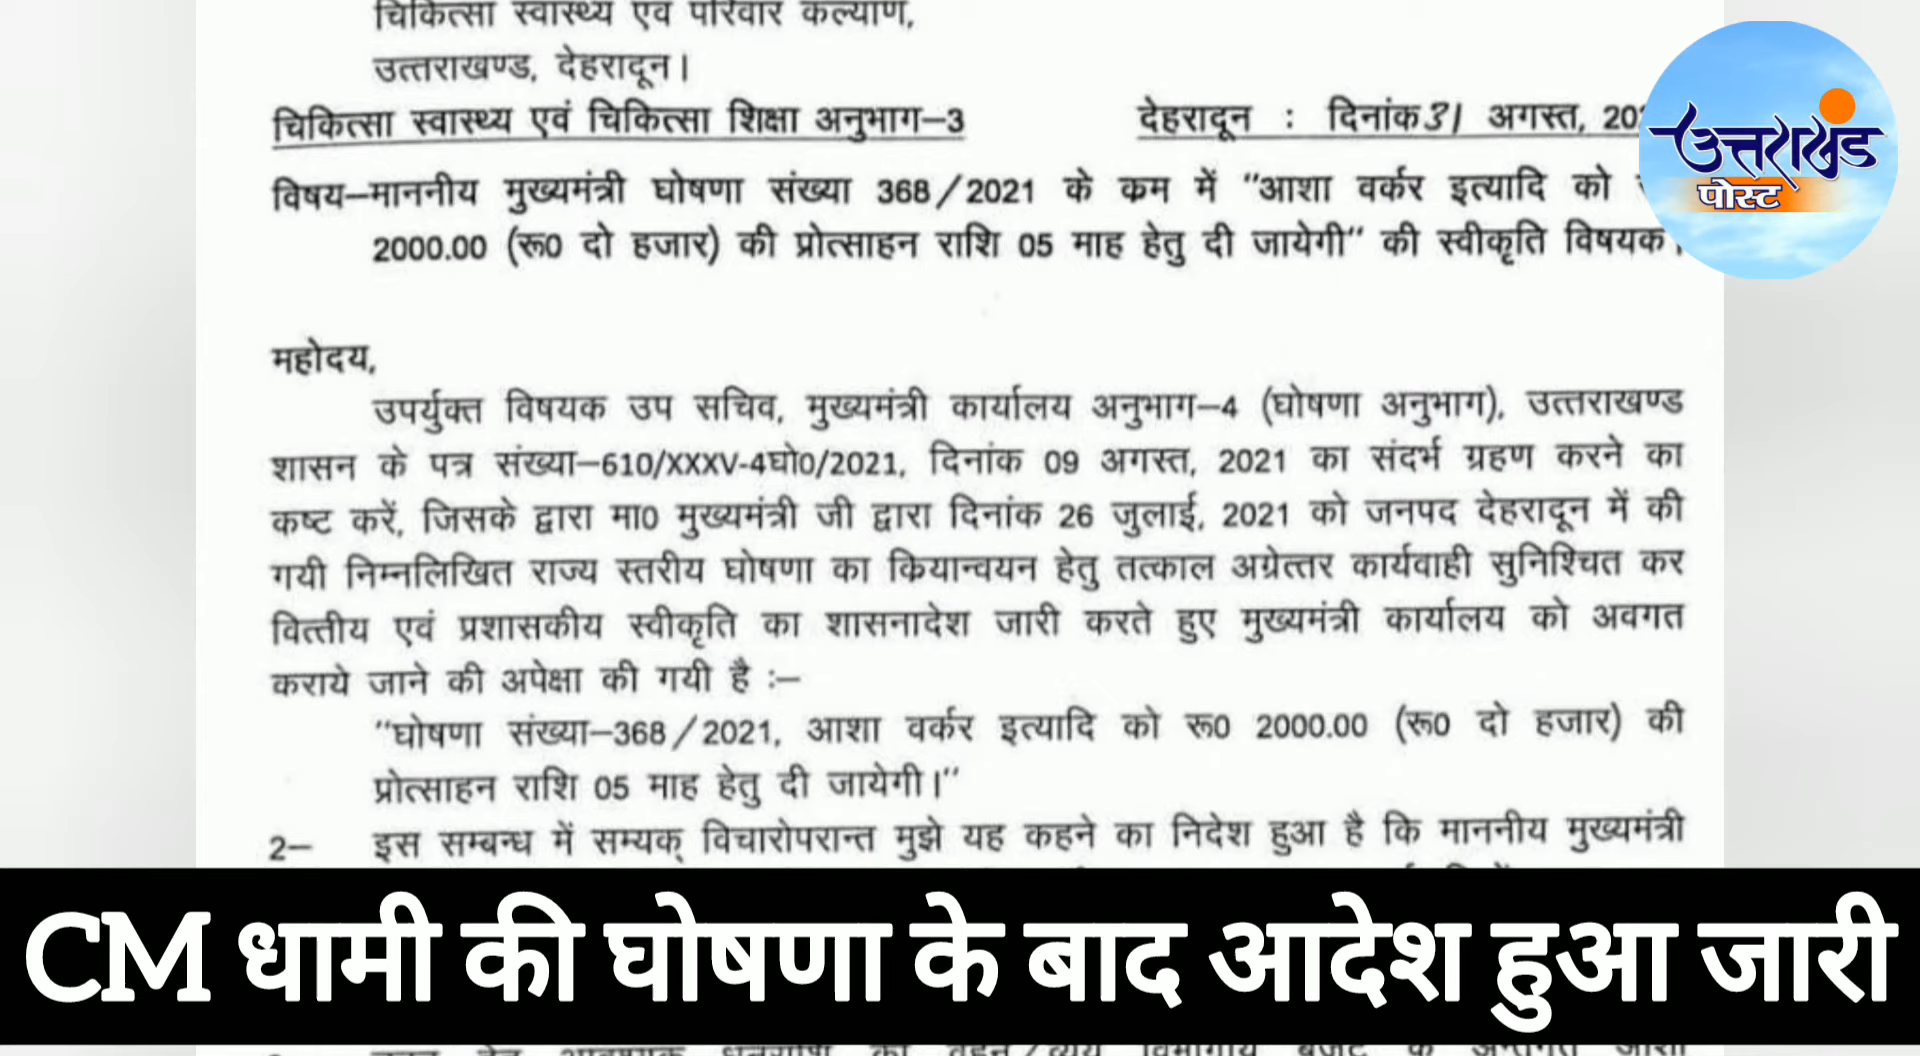 चिकित्सा स्वास्थ्य एवं परिवार कल्याण,
उत्तराखण्ड, देहरादून।
चिकित्सा स्वास्थ्य एवं चिकित्सा शिक्षा अनुभाग–3 देहरादून : दिनांक 31 अगस्त,
उत्तराखंड
पोस्ट
विषय–माननीय मुख्यमंत्री घोषणा संख्या 368/2021 के कम में "आशा वर्कर इत्यादि को
2000.00 (रू0 दो हजार) की प्रोत्साहन राशि 05 माह हेतु दी जायेगी" की स्वीकृति विषयक।
महोदय,
उपर्युक्त विषयक उप सचिव, मुख्यमंत्री कार्यालय अनुभाग–4 (घोषणा अनुभाग), उत्तराखण्ड
शासन के पत्र संख्या–610/XXXV-4घो0/2021, दिनांक 09 अगस्त, 2021 का संदर्भ ग्रहण करने का
कष्ट करें, जिसके द्वारा मा0 मुख्यमंत्री जी द्वारा दिनांक 26 जुलाई, 2021 को जनपद देहरादून में की
गयी निम्नलिखित राज्य स्तरीय घोषणा का कियान्वयन हेतु तत्काल अग्रेत्तर कार्यवाही सुनिश्चित कर
वित्तीय एवं प्रशासकीय स्वीकृति का शासनादेश जारी करते हुए मुख्यमंत्री कार्यालय को अवगत
कराये जाने की अपेक्षा की गयी है :–
"घोषणा संख्या–368/2021, आशा वर्कर इत्यादि को रू0 2000.00 (रू0 दो हजार) की
प्रोत्साहन राशि 05 माह हेतु दी जायेगी।"
2– इस सम्बन्ध में सम्यक् विचारोपरान्त मुझे यह कहने का निदेश हुआ है कि माननीय मुख्यमंत्री
CM धामी की घोषणा के बाद आदेश हुआ जारी